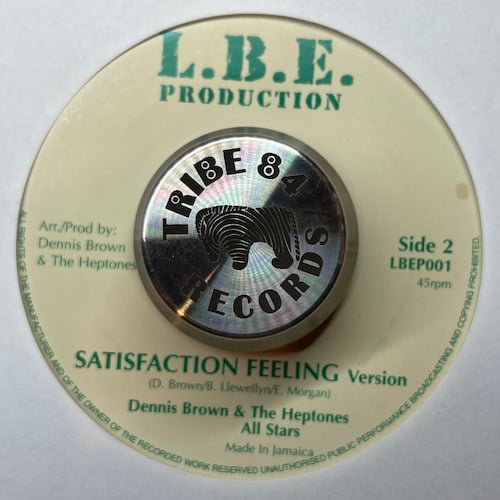 L.B.E.
PRODUCTION
TRIBE 84
RECORDS
Arr./Prod by:
Dennis Brown
& The Heptones
Side 2
LBEP001
45rpm
SATISFACTION FEELING Version
(D. Brown/B. Llewellyn/E. Morgan)
Dennis Brown & The Heptones
All Stars
Made In Jamaica
ALL RIGHTS OF THE MANUFACTURER AND OF THE OWNER OF THE RECORDED WORK RESERVED UNAUTHORISED PUBLIC PERFORMANCE BROADCASTING AND COPYING PROHIBITED.